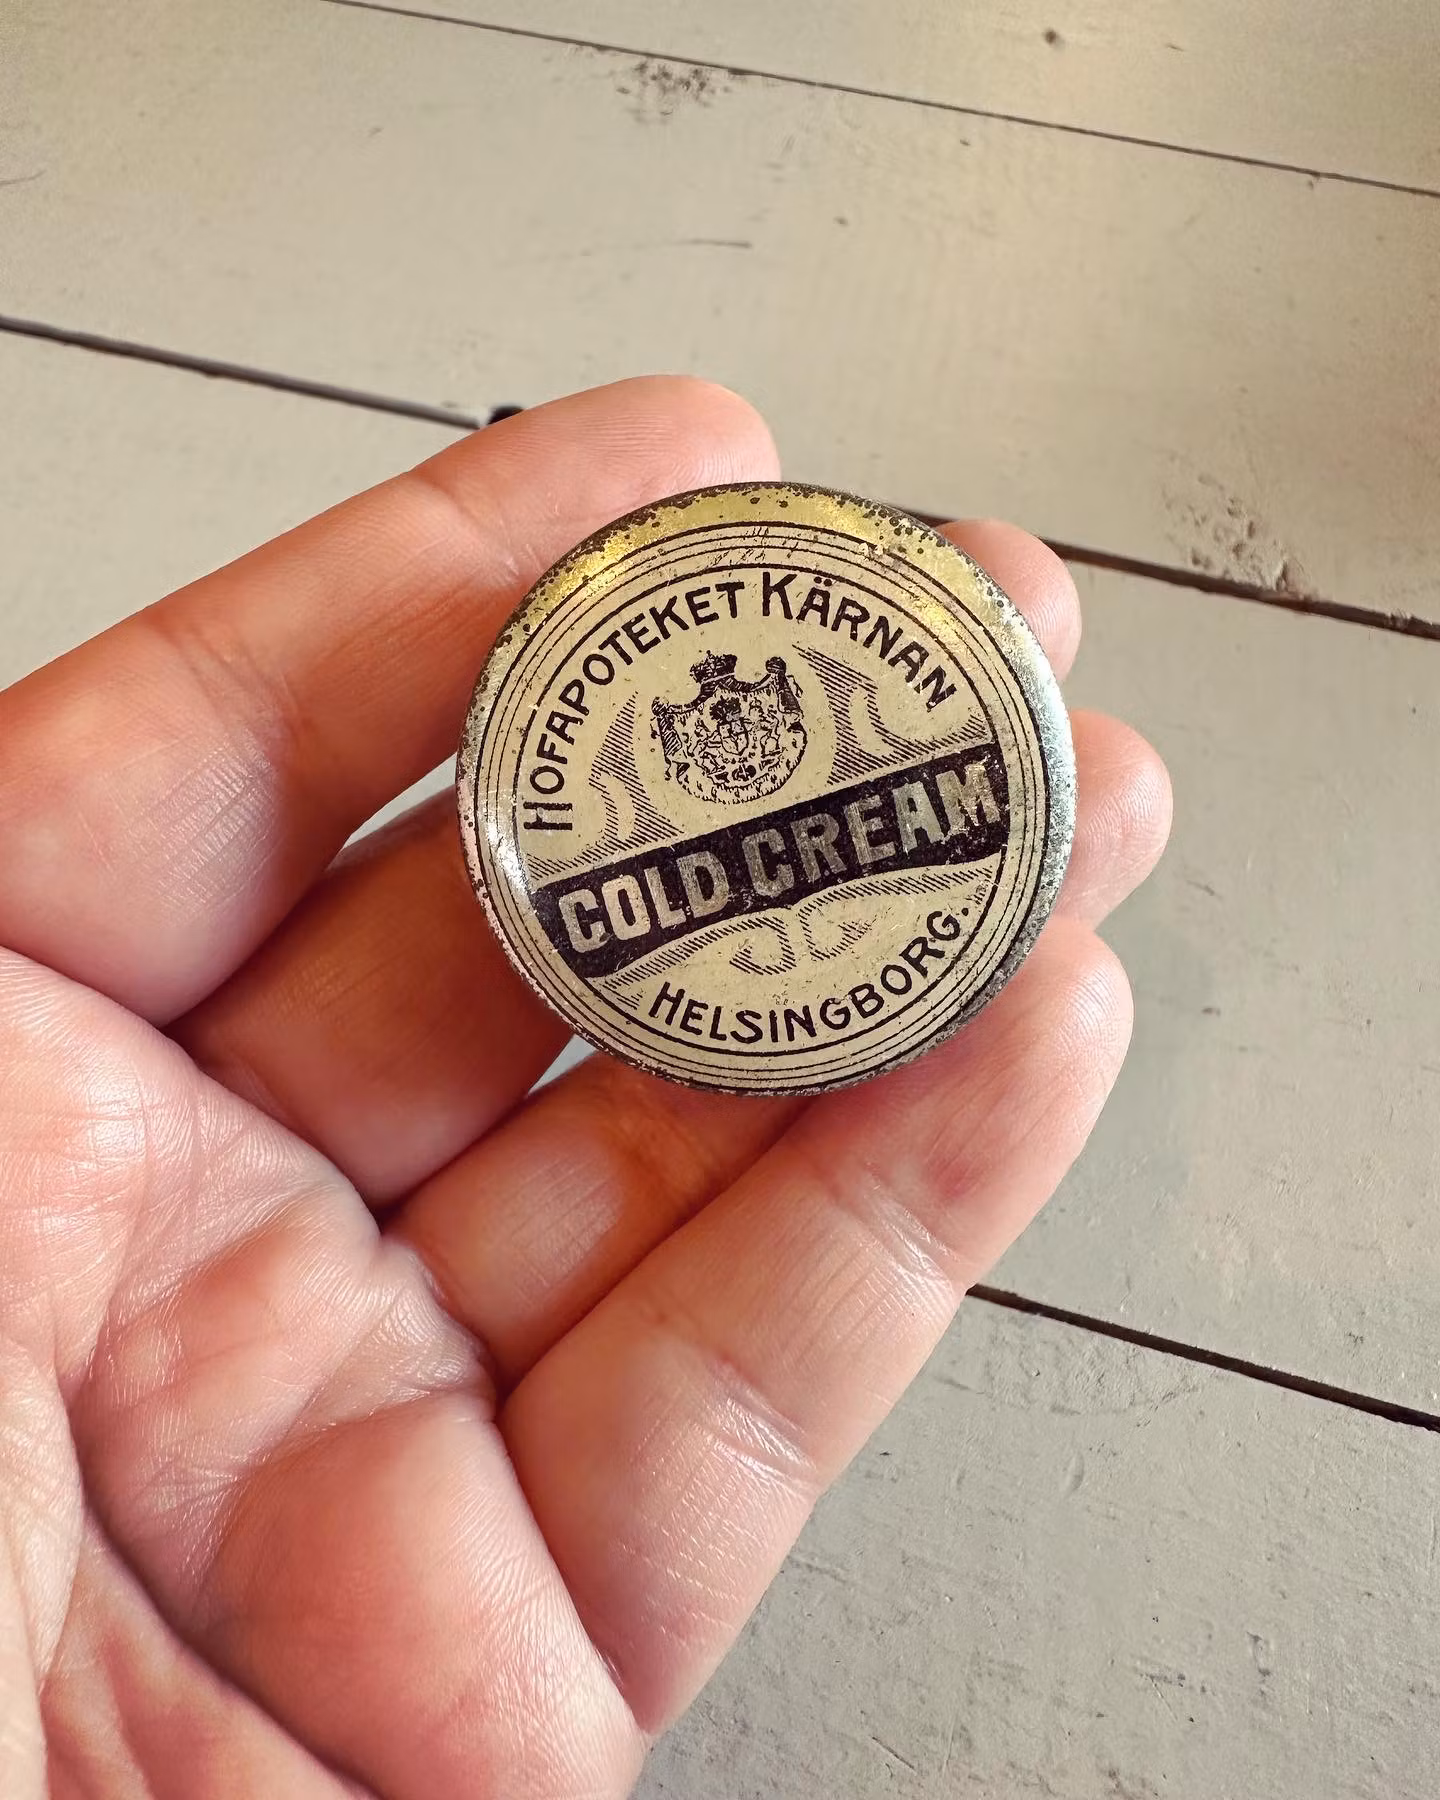 HOFAPOTEKET KÄRNAN
COLD CREAM
HELSINGBORG.